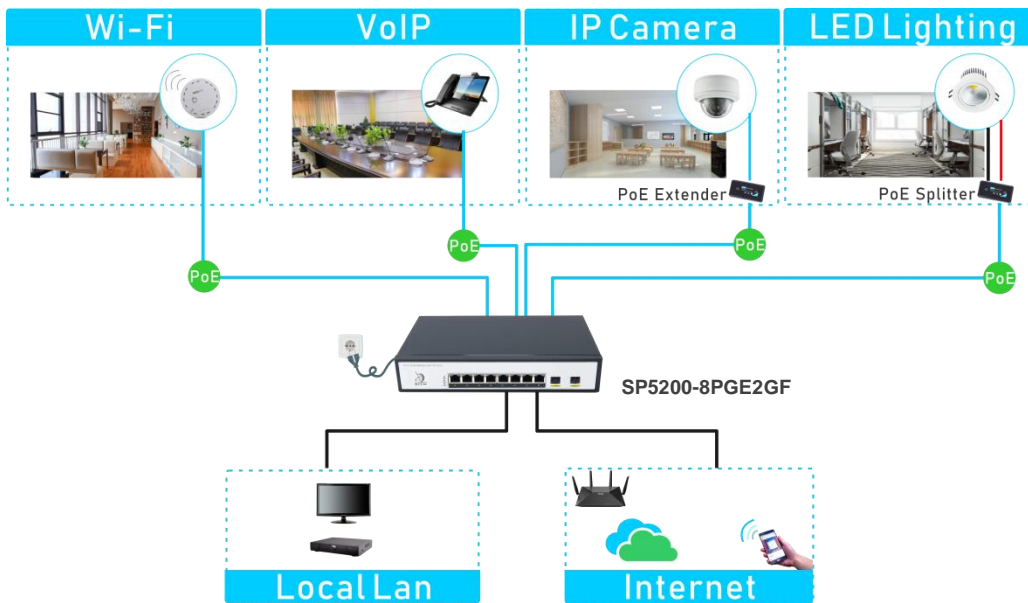 Wi-Fi
VoIP
IP Camera
LED Lighting
PoE Extender
PoE Splitter
PoE
PoE
PoE
PoE
SP5200-8PGE2GF
Local Lan
Internet